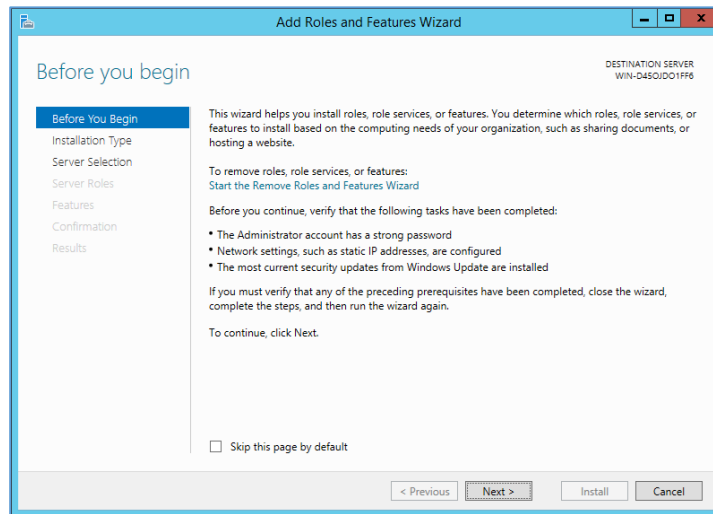 Add Roles and Features Wizard
Before you begin
DESTINATION SERVER
WIN-D45OJDO1FF6
Before You Begin
Installation Type
Server Selection
Server Roles
Features
Confirmation
Results
This wizard helps you install roles, role services, or features. You determine which roles, role services, or
features to install based on the computing needs of your organization, such as sharing documents, or
hosting a website.
To remove roles, role services, or features:
Start the Remove Roles and Features Wizard
Before you continue, verify that the following tasks have been completed:
• The Administrator account has a strong password
• Network settings, such as static IP addresses, are configured
• The most current security updates from Windows Update are installed
If you must verify that any of the preceding prerequisites have been completed, close the wizard,
complete the steps, and then run the wizard again.
To continue, click Next.
Skip this page by default
< Previous
Next >
Install
Cancel